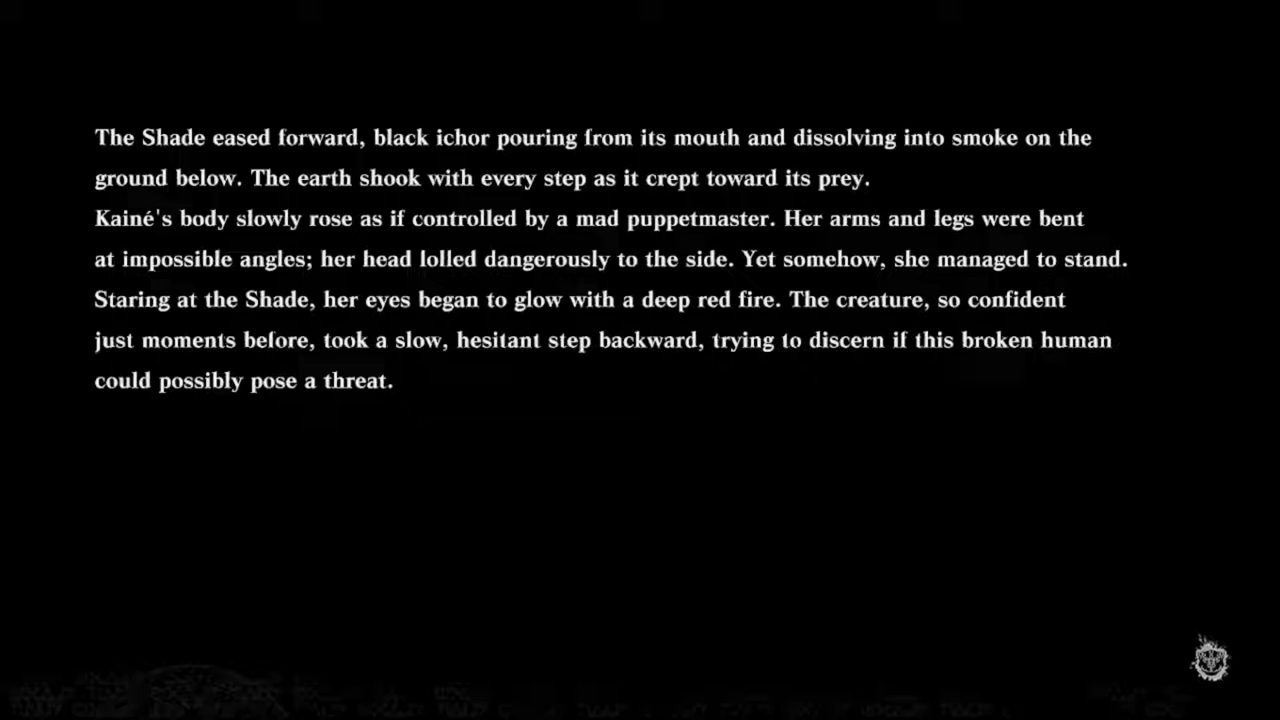 The Shade eased forward, black ichor pouring from its mouth and dissolving into smoke on the
ground below. The earth shook with every step as it crept toward its prey.
Kainé's body slowly rose as if controlled by a mad puppetmaster. Her arms and legs were bent
at impossible angles; her head lolled dangerously to the side. Yet somehow, she managed to stand.
Staring at the Shade, her eyes began to glow with a deep red fire. The creature, so confident
just moments before, took a slow, hesitant step backward, trying to discern if this broken human
could possibly pose a threat.